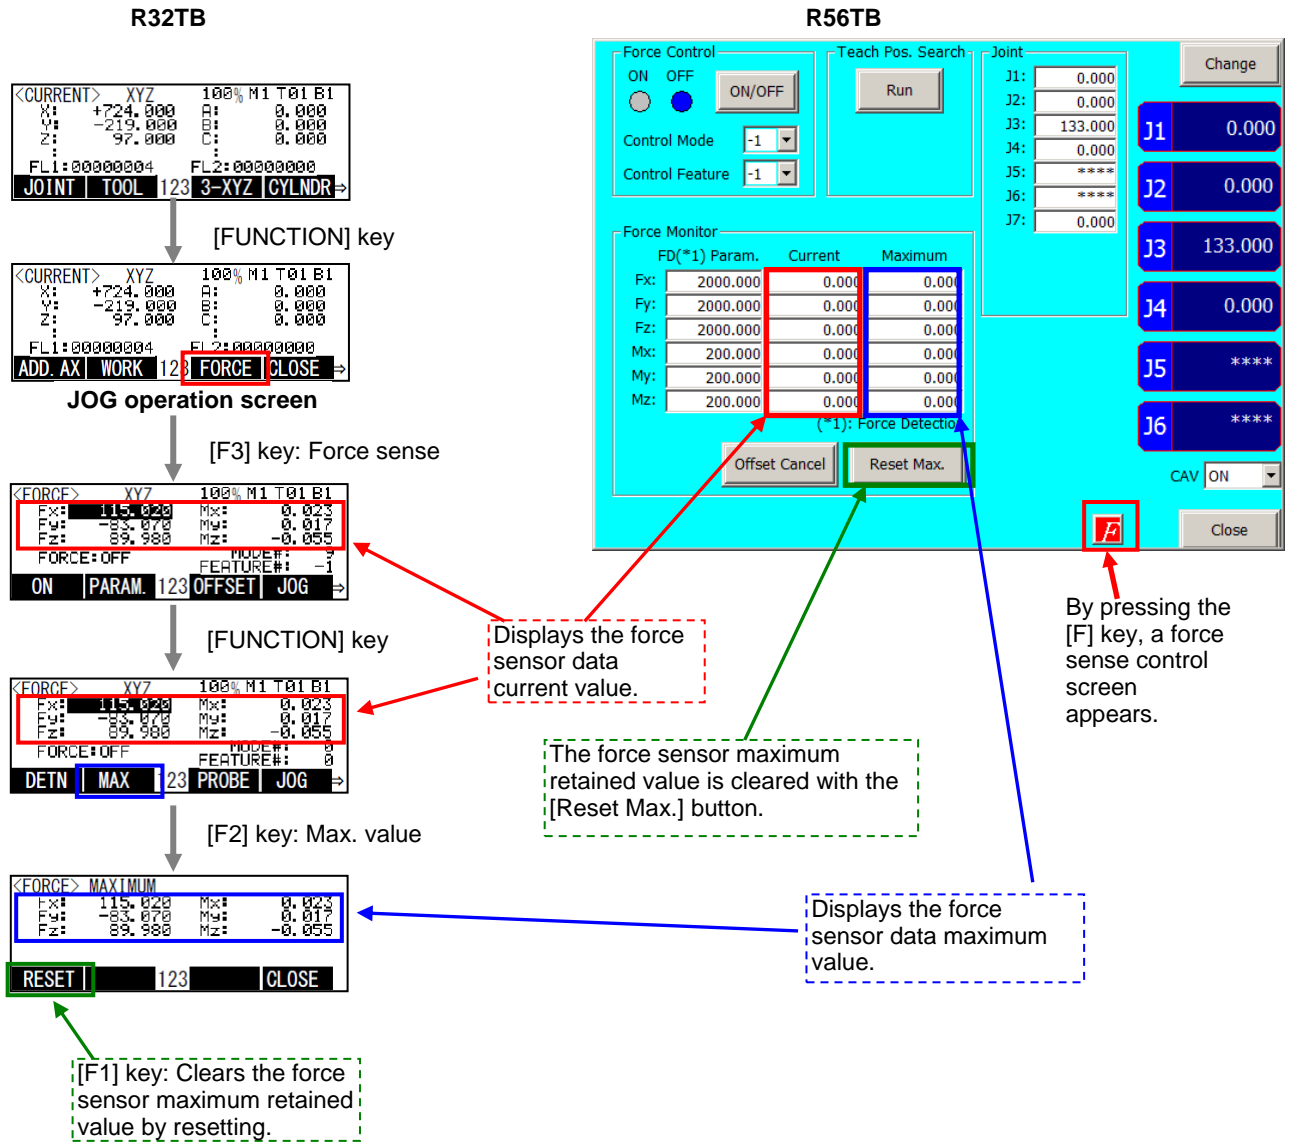 R32TB
<CURRENT> XYZ 100% M1 T01 B1
X: +724.000 A: 0.000
Y: -219.000 B: 0.000
Z: 97.000 C: 0.000
: :
FL1:00000004 FL2:00000000
JOINT TOOL 123 3-XYZ CYLNDR ⇒
[FUNCTION] key
<CURRENT> XYZ 100% M1 T01 B1
X: +724.000 A: 0.000
Y: -219.000 B: 0.000
Z: 97.000 C: 0.000
: :
FL1:00000004 FL2:00000000
ADD.AX WORK 123 FORCE CLOSE ⇒
JOG operation screen
[F3] key: Force sense
<FORCE> XYZ 100% M1 T01 B1
Fx: 115.020 Mx: 0.023
Fy: -83.070 My: 0.017
Fz: 89.980 Mz: -0.055
FORCE:OFF MODE#: 9
FEATURE#: -1
ON PARAM. 123 OFFSET JOG ⇒
[FUNCTION] key
<FORCE> XYZ 100% M1 T01 B1
Fx: 115.020 Mx: 0.023
Fy: -83.070 My: 0.017
Fz: 89.980 Mz: -0.055
FORCE:OFF MODE#: 0
FEATURE#: 0
DETN MAX 123 PROBE JOG ⇒
[F2] key: Max. value
<FORCE> MAXIMUM
Fx: 115.020 Mx: 0.023
Fy: -83.070 My: 0.017
Fz: 89.980 Mz: -0.055
RESET 123 CLOSE
[F1] key: Clears the force
sensor maximum retained
value by resetting.
R56TB
Force Control
ON OFF
ON/OFF
Control Mode -1
Control Feature -1
Teach Pos. Search
Run
Joint
J1: 0.000
J2: 0.000
J3: 133.000
J4: 0.000
J5: ****
J6: ****
J7: 0.000
Change
J1 0.000
J2 0.000
J3 133.000
J4 0.000
J5 ****
J6 ****
CAV ON
Close
F
Force Monitor
FD(*1) Param. Current Maximum
Fx: 2000.000 0.000 0.000
Fy: 2000.000 0.000 0.000
Fz: 2000.000 0.000 0.000
Mx: 200.000 0.000 0.000
My: 200.000 0.000 0.000
Mz: 200.000 0.000 0.000
(*1): Force Detection
Offset Cancel Reset Max.
By pressing the
[F] key, a force
sense control
screen
appears.
Displays the force
sensor data
current value.
The force sensor maximum
retained value is cleared with the
[Reset Max.] button.
Displays the force
sensor data maximum
value.